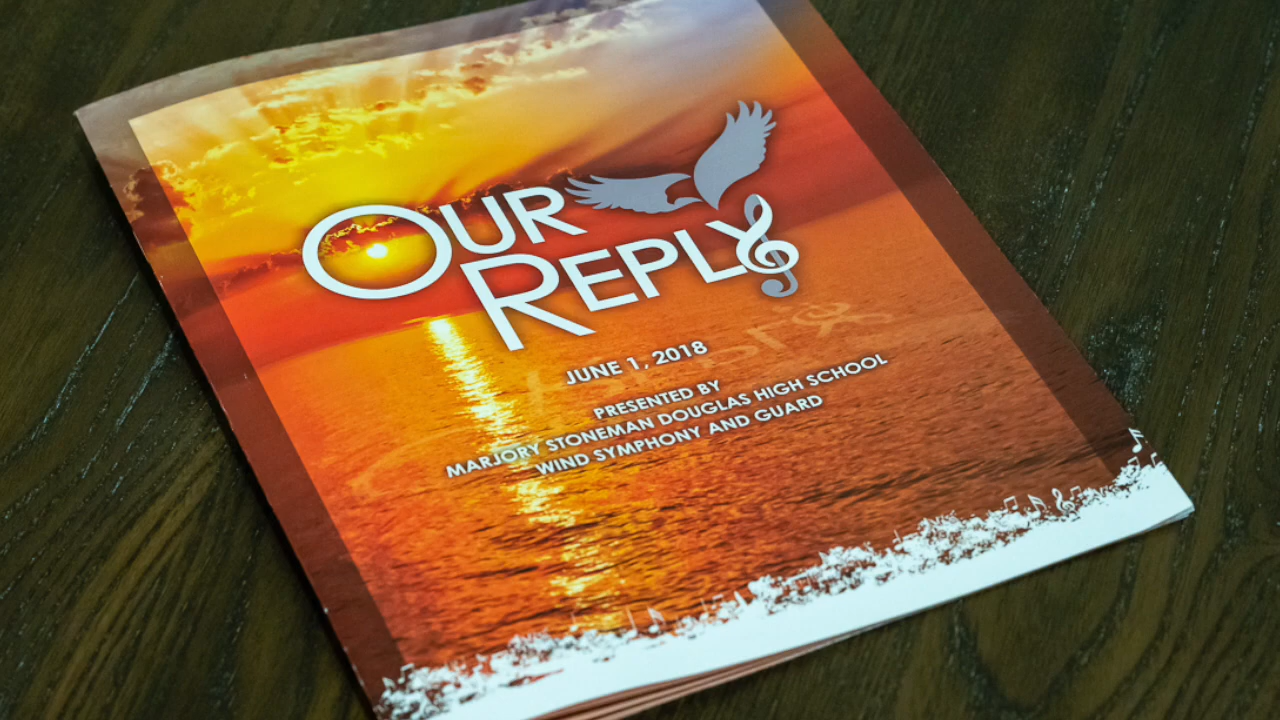 OUR
REPLY
JUNE 1, 2018
PRESENTED BY
MARJORY STONEMAN DOUGLAS HIGH SCHOOL
WIND SYMPHONY AND GUARD